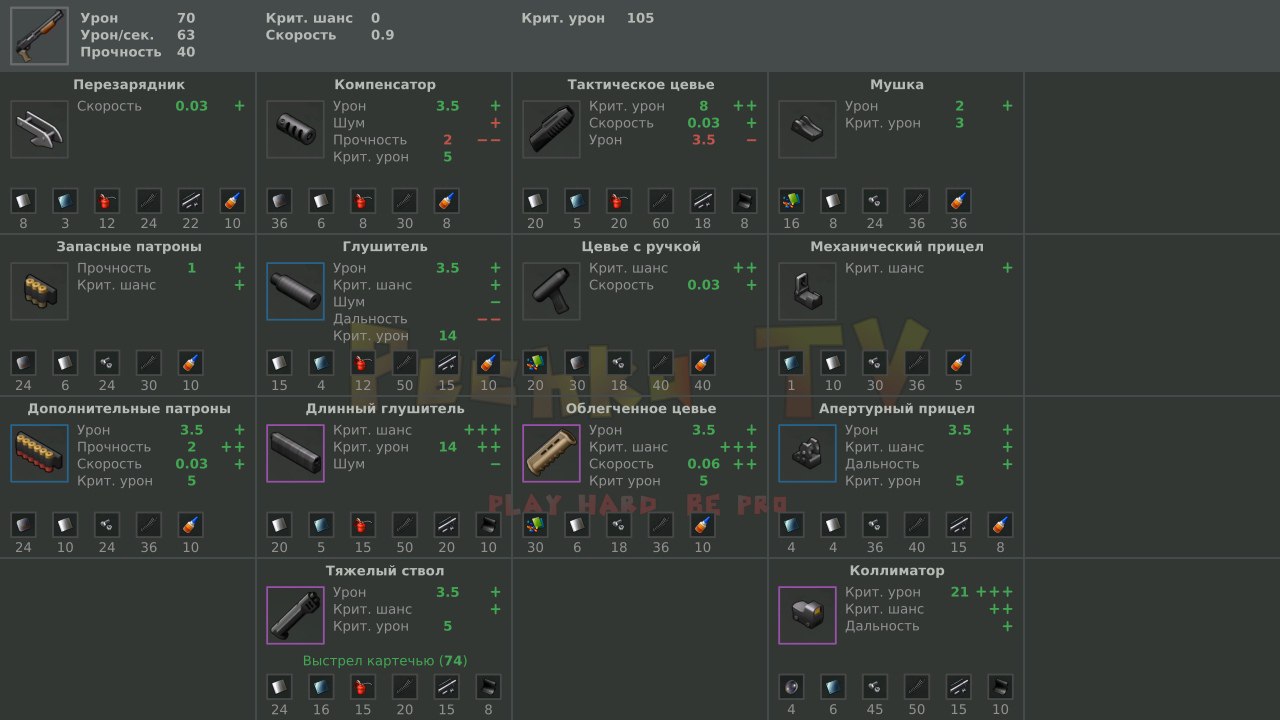 Урон 70
Урон/сек. 63
Прочность 40
Крит. шанс 0
Скорость 0.9
Крит. урон 105
Перезарядник
Скорость 0.03 +
8 3 12 24 22 10
Компенсатор
Урон 3.5 +
Шум +
Прочность 2 − −
Крит. урон 5
36 6 8 30 8
Тактическое цевье
Крит. урон 8 ++
Скорость 0.03 +
Урон 3.5 −
20 5 20 60 18 8
Мушка
Урон 2 +
Крит. урон 3
16 8 24 36 36
Запасные патроны
Прочность 1 +
Крит. шанс +
24 6 24 30 10
Глушитель
Урон 3.5 +
Крит. шанс +
Шум −
Дальность − −
Крит. урон 14
15 4 12 50 15 10
Цевье с ручкой
Крит. шанс ++
Скорость 0.03 +
20 30 18 40 40
Механический прицел
Крит. шанс +
1 10 30 36 5
Дополнительные патроны
Урон 3.5 +
Прочность 2 ++
Скорость 0.03 +
Крит. урон 5
24 10 24 36 10
Длинный глушитель
Крит. шанс +++
Крит. урон 14 ++
Шум −
20 5 15 50 20 10
Облегченное цевье
Урон 3.5 +
Крит. шанс +++
Скорость 0.06 ++
Крит урон 5
30 6 18 36 10
Апертурный прицел
Урон 3.5 +
Крит. шанс +
Дальность +
Крит. урон 5
4 4 36 40 15 8
Тяжелый ствол
Урон 3.5 +
Крит. шанс +
Крит. урон 5
Выстрел картечью (74)
24 16 15 20 15 8
Коллиматор
Крит. урон 21 +++
Крит. шанс ++
Дальность +
4 6 45 50 15 10
Pechka TV
PLAY HARD BE PRO